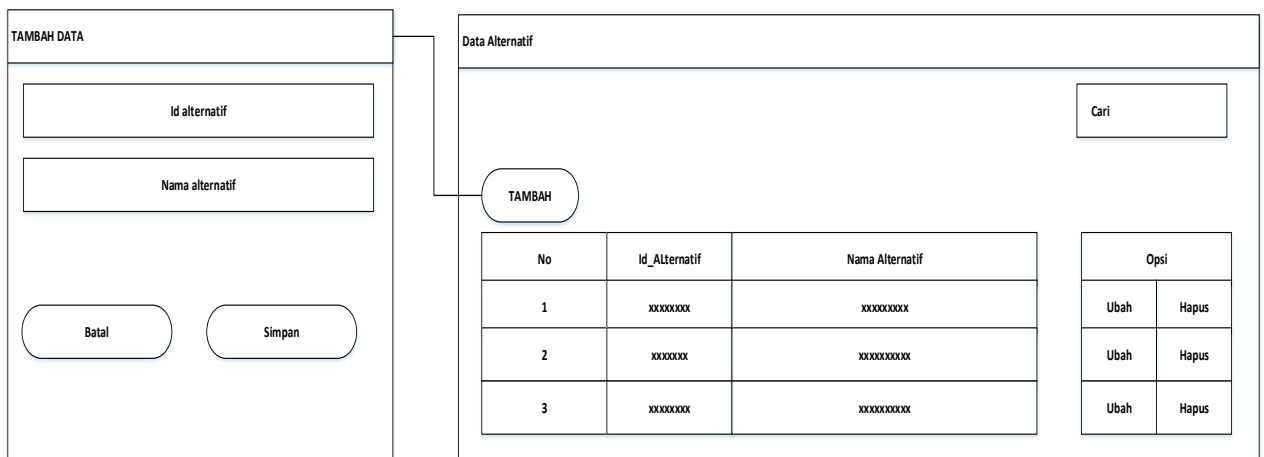 TAMBAH DATA
Id alternatif
Nama alternatif
Batal Simpan
Data Alternatif
Cari
TAMBAH
No Id_ALternatif Nama Alternatif Opsi
1 xxxxxxxx xxxxxxxxx Ubah Hapus
2 xxxxxxx xxxxxxxxxx Ubah Hapus
3 xxxxxxxx xxxxxxxxxx Ubah Hapus